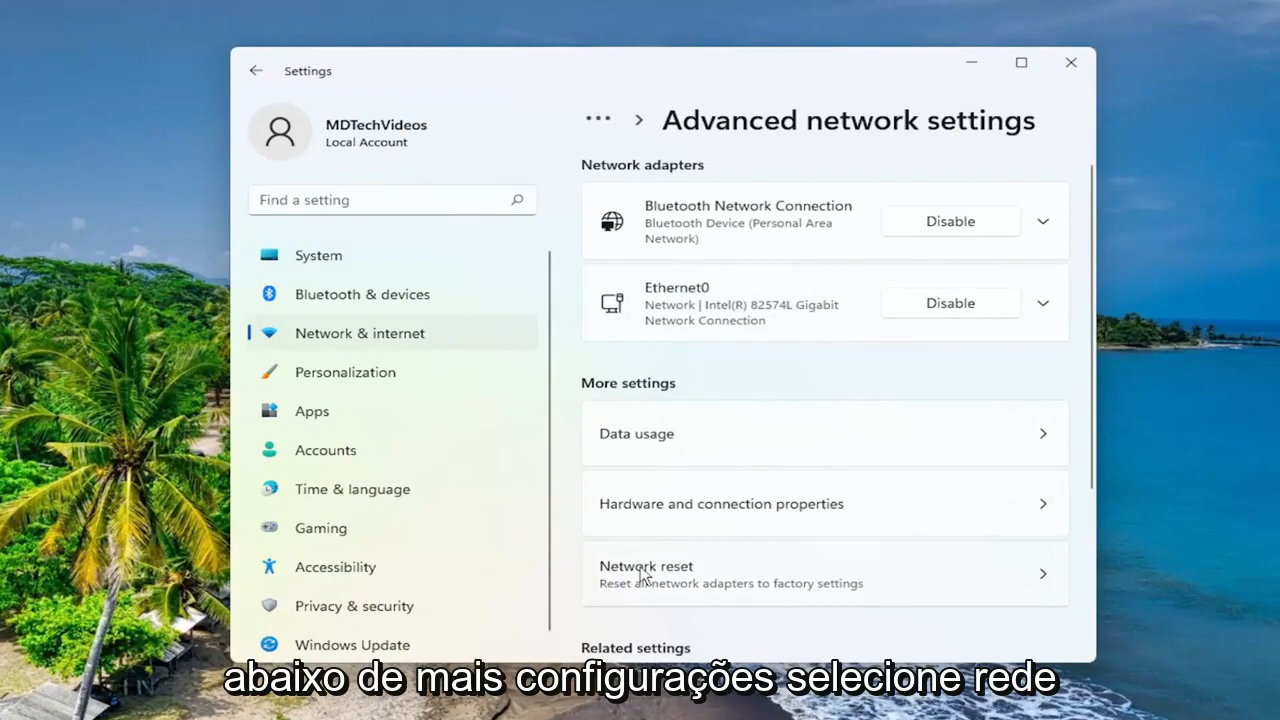 Settings
MDTechVideos
Local Account
Find a setting
System
Bluetooth & devices
Network & internet
Personalization
Apps
Accounts
Time & language
Gaming
Accessibility
Privacy & security
Windows Update
Advanced network settings
Network adapters
Bluetooth Network Connection
Bluetooth Device (Personal Area
Network)
Disable
Ethernet0
Network | Intel(R) 82574L Gigabit
Network Connection
Disable
More settings
Data usage
Hardware and connection properties
Network reset
Reset all network adapters to factory settings
Related settings
abaixo de mais configurações selecione rede